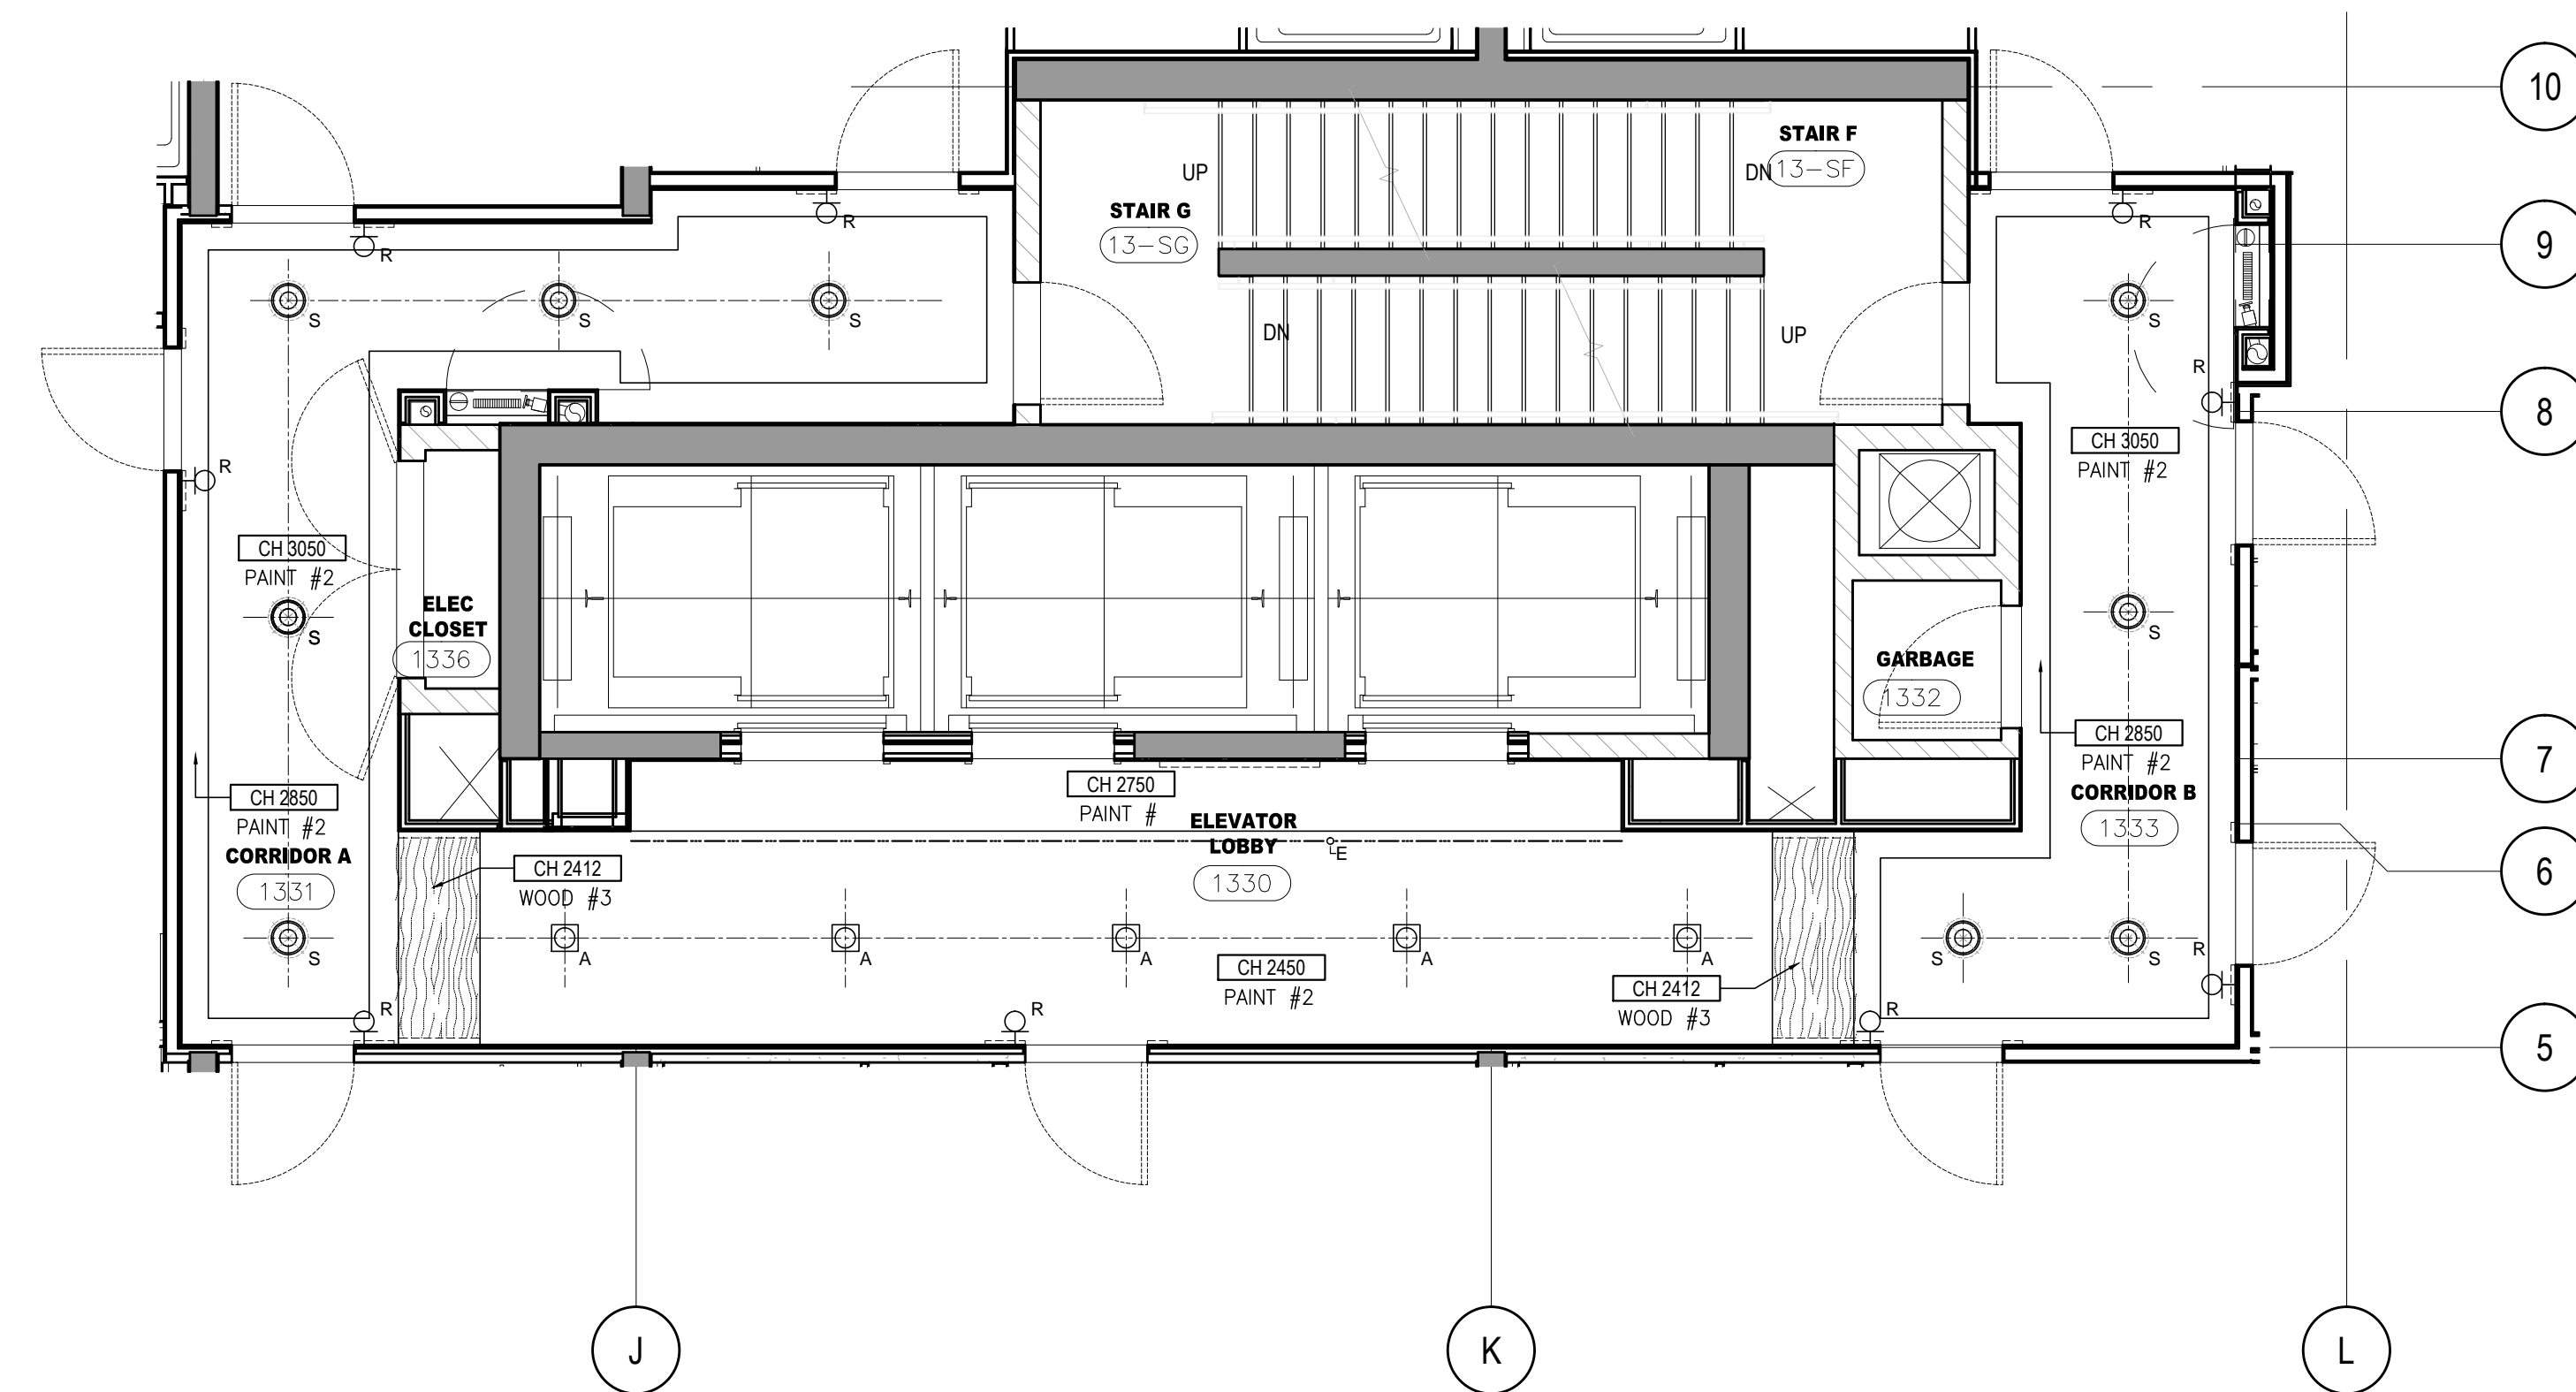 10
STAIR F
13-SF
UP
DN
STAIR G
13-SG
R
R
R
9
S
S
S
S
DN
UP
R
8
CH 3050
PAINT #2
R
CH 3050
PAINT #2
ELEC
CLOSET
1336
S
S
GARBAGE
1332
CH 2850
PAINT #2
CORRIDOR B
1333
7
CH 2850
PAINT #2
CORRIDOR A
1331
CH 2750
PAINT #
ELEVATOR
LOBBY
1330
E
CH 2412
WOOD #3
6
S
A
A
A
A
A
S
S
R
CH 2450
PAINT #2
CH 2412
WOOD #3
R
R
R
5
J
K
L